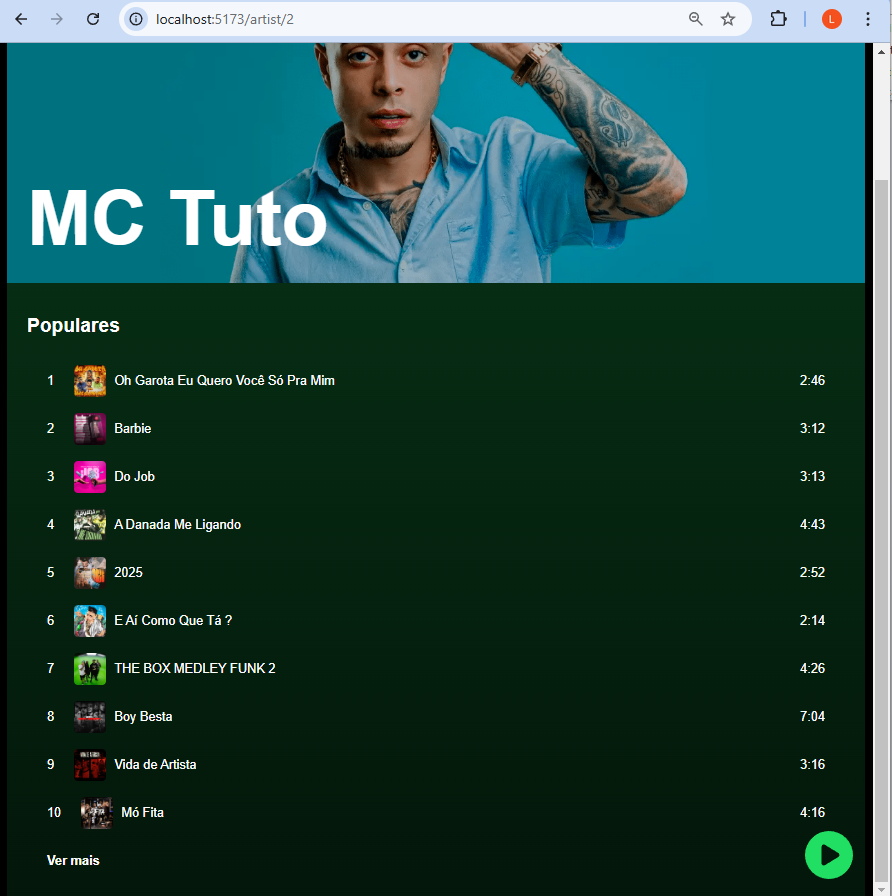 localhost:5173/artist/2
L
MC Tuto
Populares
1 Oh Garota Eu Quero Você Só Pra Mim 2:46
2 Barbie 3:12
3 Do Job 3:13
4 A Danada Me Ligando 4:43
5 2025 2:52
6 E Aí Como Que Tá ? 2:14
7 THE BOX MEDLEY FUNK 2 4:26
8 Boy Besta 7:04
9 Vida de Artista 3:16
10 Mó Fita 4:16
Ver mais